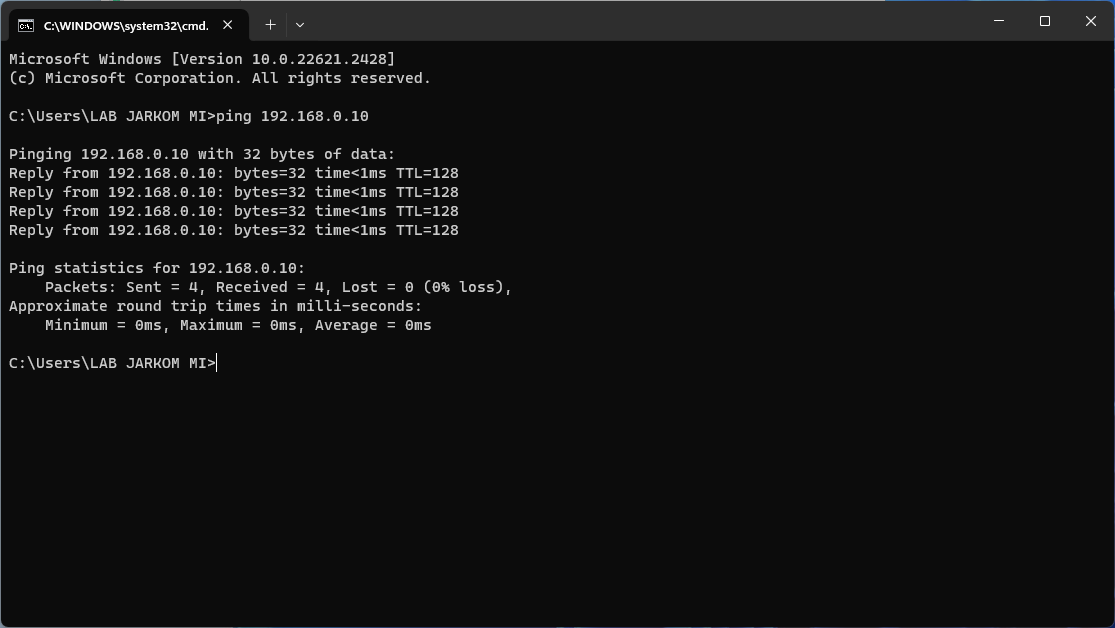 C:\WINDOWS\system32\cmd.
Microsoft Windows [Version 10.0.22621.2428]
(c) Microsoft Corporation. All rights reserved.
C:\Users\LAB JARKOM MI>ping 192.168.0.10
Pinging 192.168.0.10 with 32 bytes of data:
Reply from 192.168.0.10: bytes=32 time<1ms TTL=128
Reply from 192.168.0.10: bytes=32 time<1ms TTL=128
Reply from 192.168.0.10: bytes=32 time<1ms TTL=128
Reply from 192.168.0.10: bytes=32 time<1ms TTL=128
Ping statistics for 192.168.0.10:
    Packets: Sent = 4, Received = 4, Lost = 0 (0% loss),
Approximate round trip times in milli-seconds:
    Minimum = 0ms, Maximum = 0ms, Average = 0ms
C:\Users\LAB JARKOM MI>